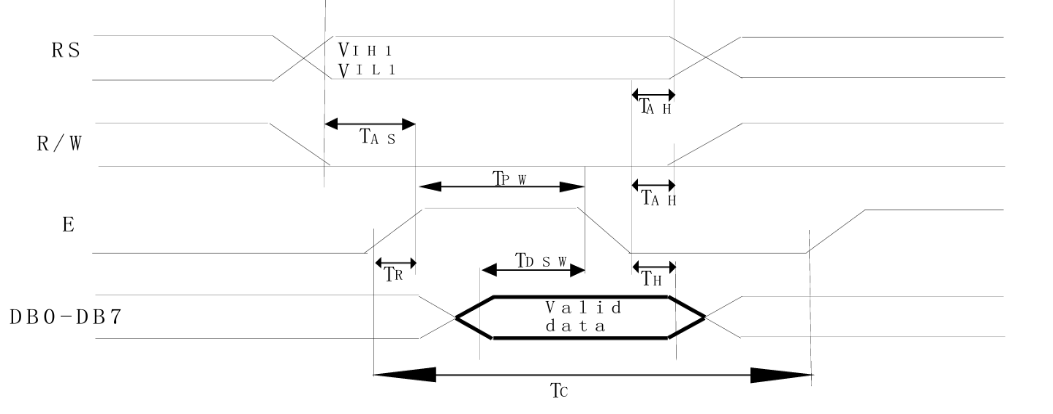 RS
VIH1
VIL1
TAH
R/W
TAS
TPW
TAH
E
TR
TDSW
TH
DB0-DB7
Valid
data
TC